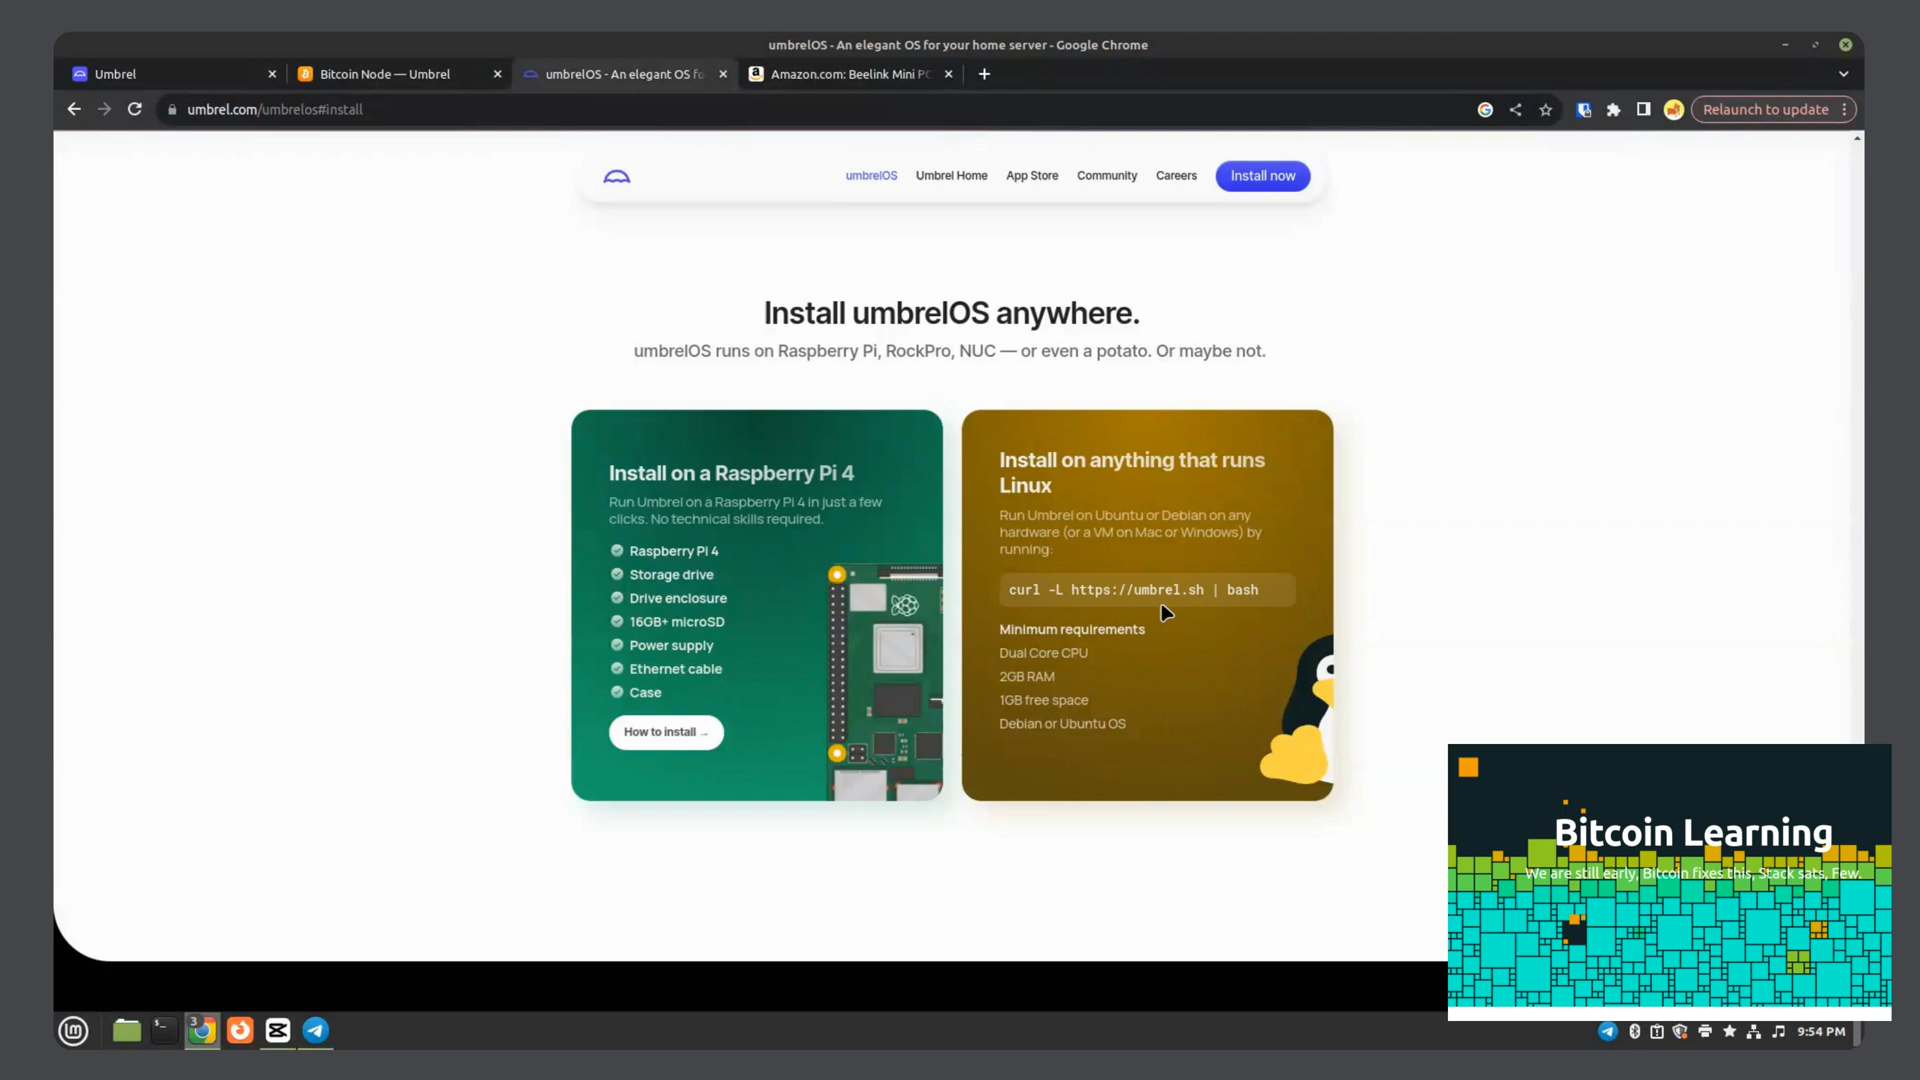 umbrelOS - An elegant OS for your home server - Google Chrome
Umbrel
Bitcoin Node — Umbrel
umbrelOS - An elegant OS fo
Amazon.com: Beelink Mini PC
umbrel.com/umbrelos#install
Relaunch to update
umbrelOS
Umbrel Home
App Store
Community
Careers
Install now
Install umbrelOS anywhere.
umbrelOS runs on Raspberry Pi, RockPro, NUC — or even a potato. Or maybe not.
Install on a Raspberry Pi 4
Run Umbrel on a Raspberry Pi 4 in just a few
clicks. No technical skills required.
Raspberry Pi 4
Storage drive
Drive enclosure
16GB+ microSD
Power supply
Ethernet cable
Case
How to install →
Install on anything that runs
Linux
Run Umbrel on Ubuntu or Debian on any
hardware (or a VM on Mac or Windows) by
running:
curl -L https://umbrel.sh | bash
Minimum requirements
Dual Core CPU
2GB RAM
1GB free space
Debian or Ubuntu OS
Bitcoin Learning
We are still early, Bitcoin fixes this, Stack sats, Few.
3
9:54 PM